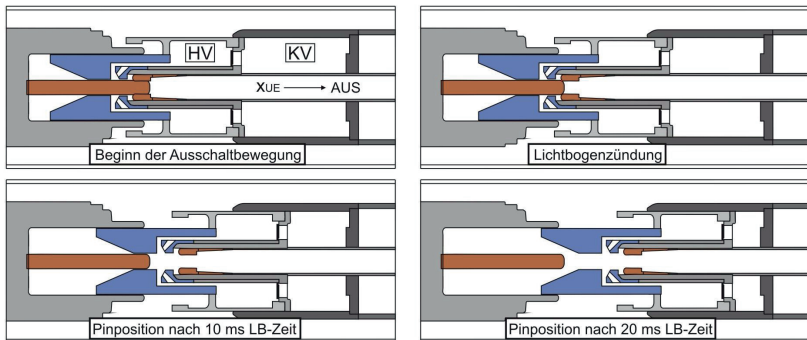 HV
KV
XUE AUS
Beginn der Ausschaltbewegung
Lichtbogenzündung
Pinposition nach 10 ms LB-Zeit
Pinposition nach 20 ms LB-Zeit